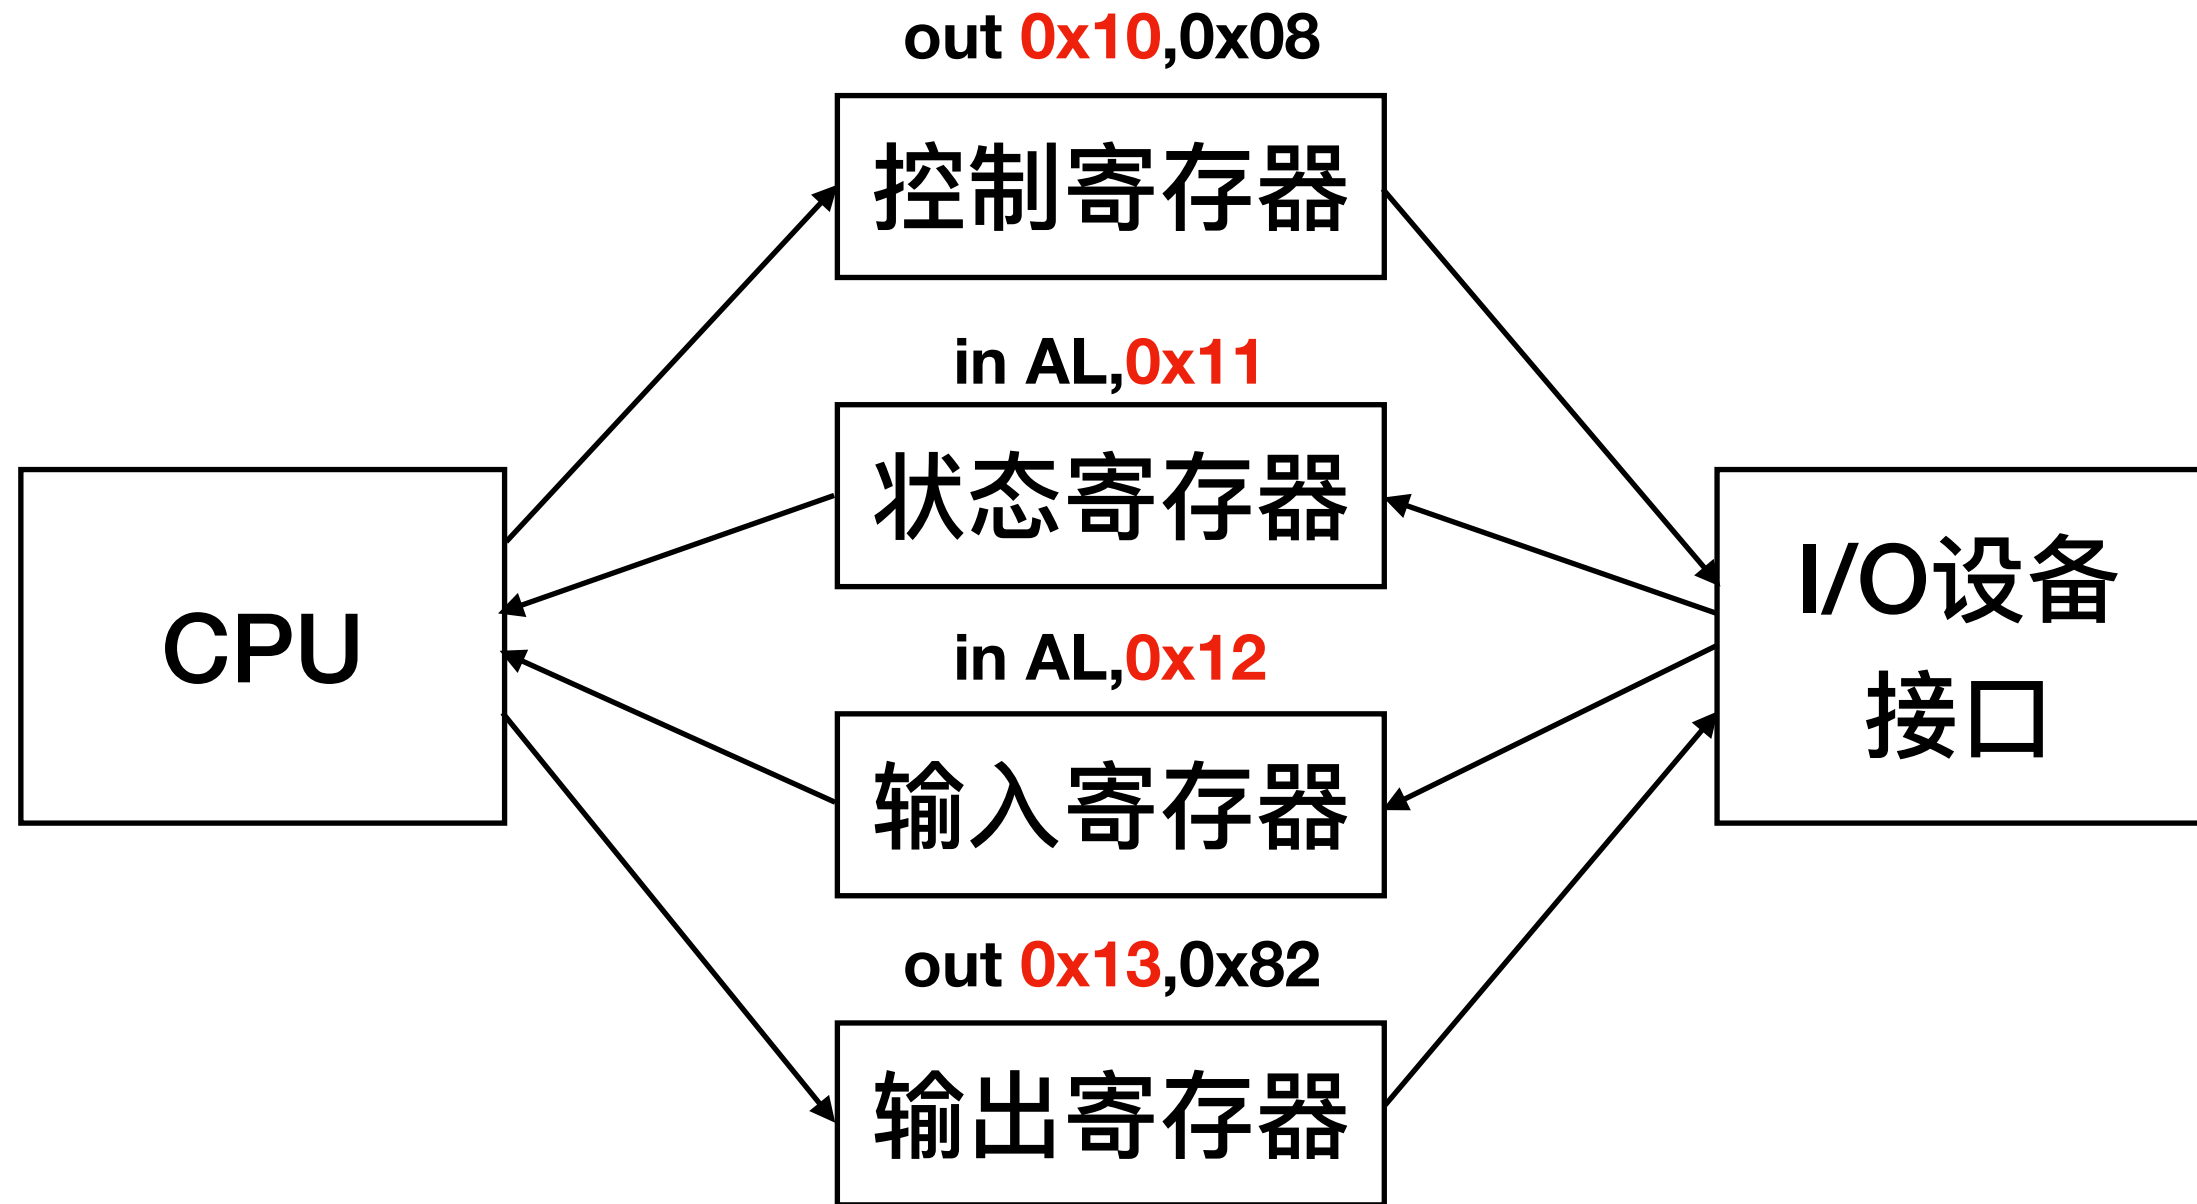 out 0x10,0x08
控制寄存器
in AL,0x11
状态寄存器
CPU
I/O设备
接口
in AL,0x12
输入寄存器
out 0x13,0x82
输出寄存器